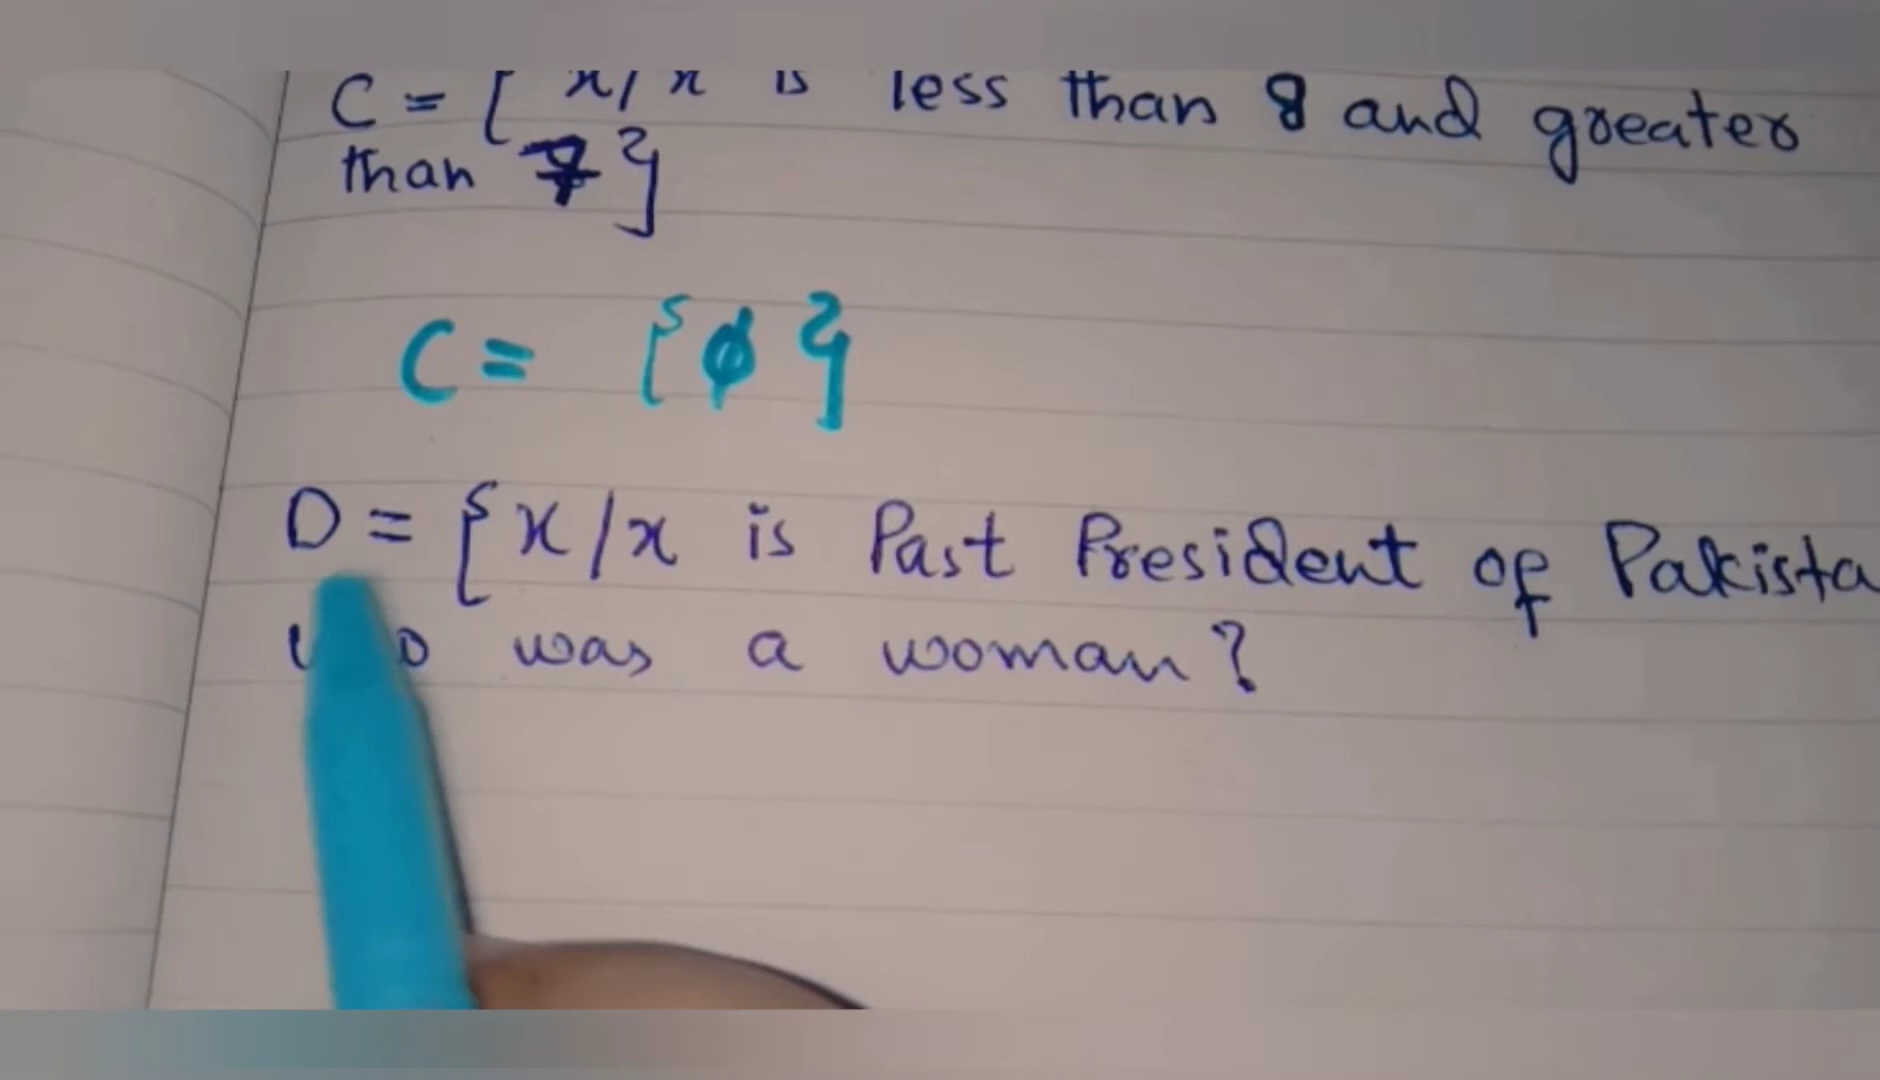 C = { x/x is less than 8 and greater
than 7}
C = {ϕ}
D = {x/x is Past President of Pakista
was a woman}